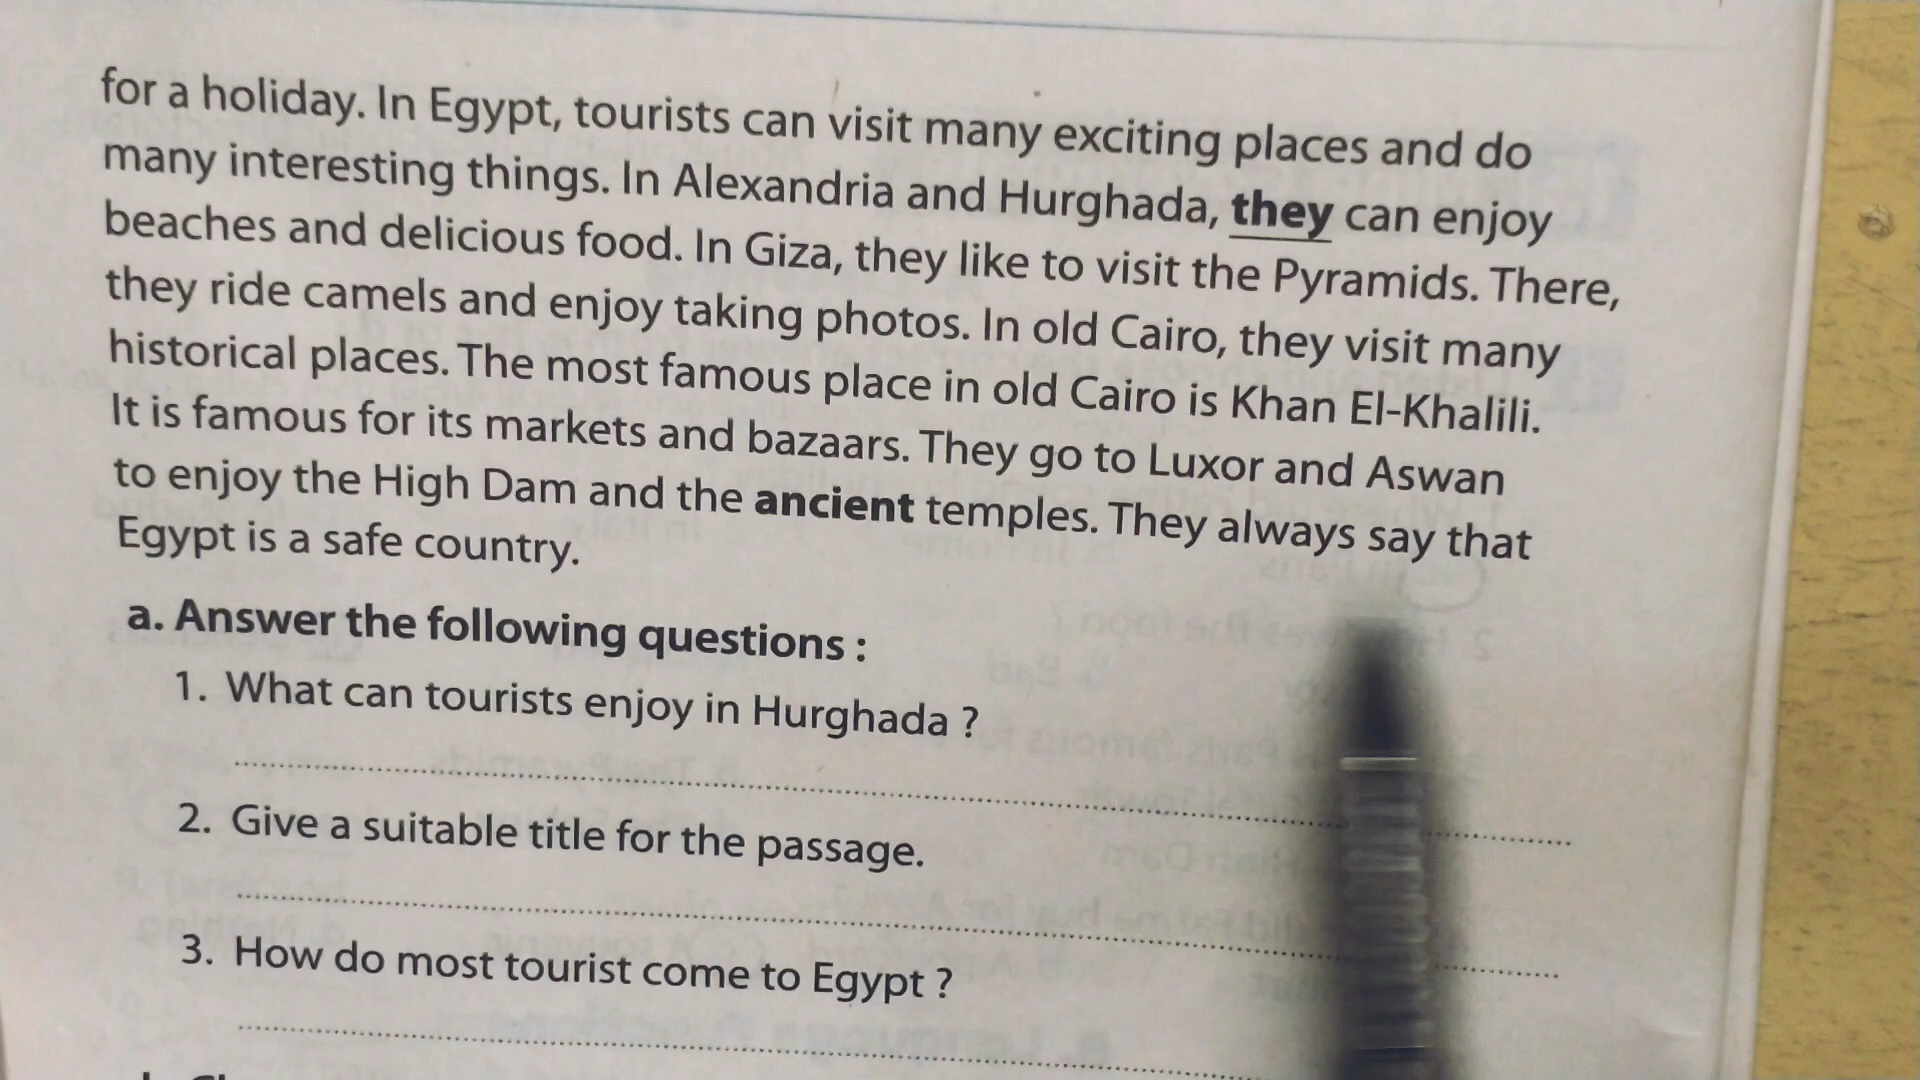 for a holiday. In Egypt, tourists can visit many exciting places and do
many interesting things. In Alexandria and Hurghada, they can enjoy
beaches and delicious food. In Giza, they like to visit the Pyramids. There,
they ride camels and enjoy taking photos. In old Cairo, they visit many
historical places. The most famous place in old Cairo is Khan El-Khalili.
It is famous for its markets and bazaars. They go to Luxor and Aswan
to enjoy the High Dam and the ancient temples. They always say that
Egypt is a safe country.
a. Answer the following questions :
1. What can tourists enjoy in Hurghada ?
2. Give a suitable title for the passage.
3. How do most tourist come to Egypt ?